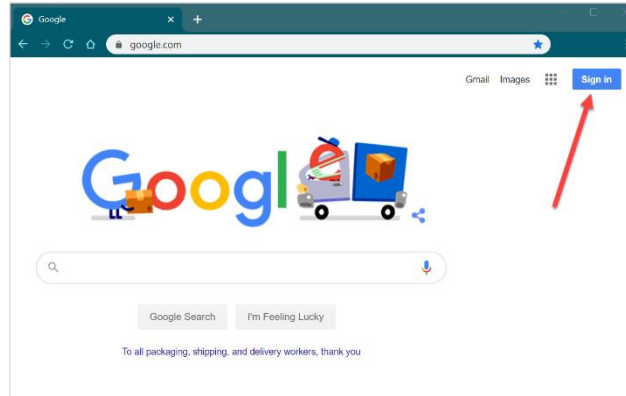 Google
google.com
Gmail Images Sign in
Google
Google Search I'm Feeling Lucky
To all packaging, shipping, and delivery workers, thank you